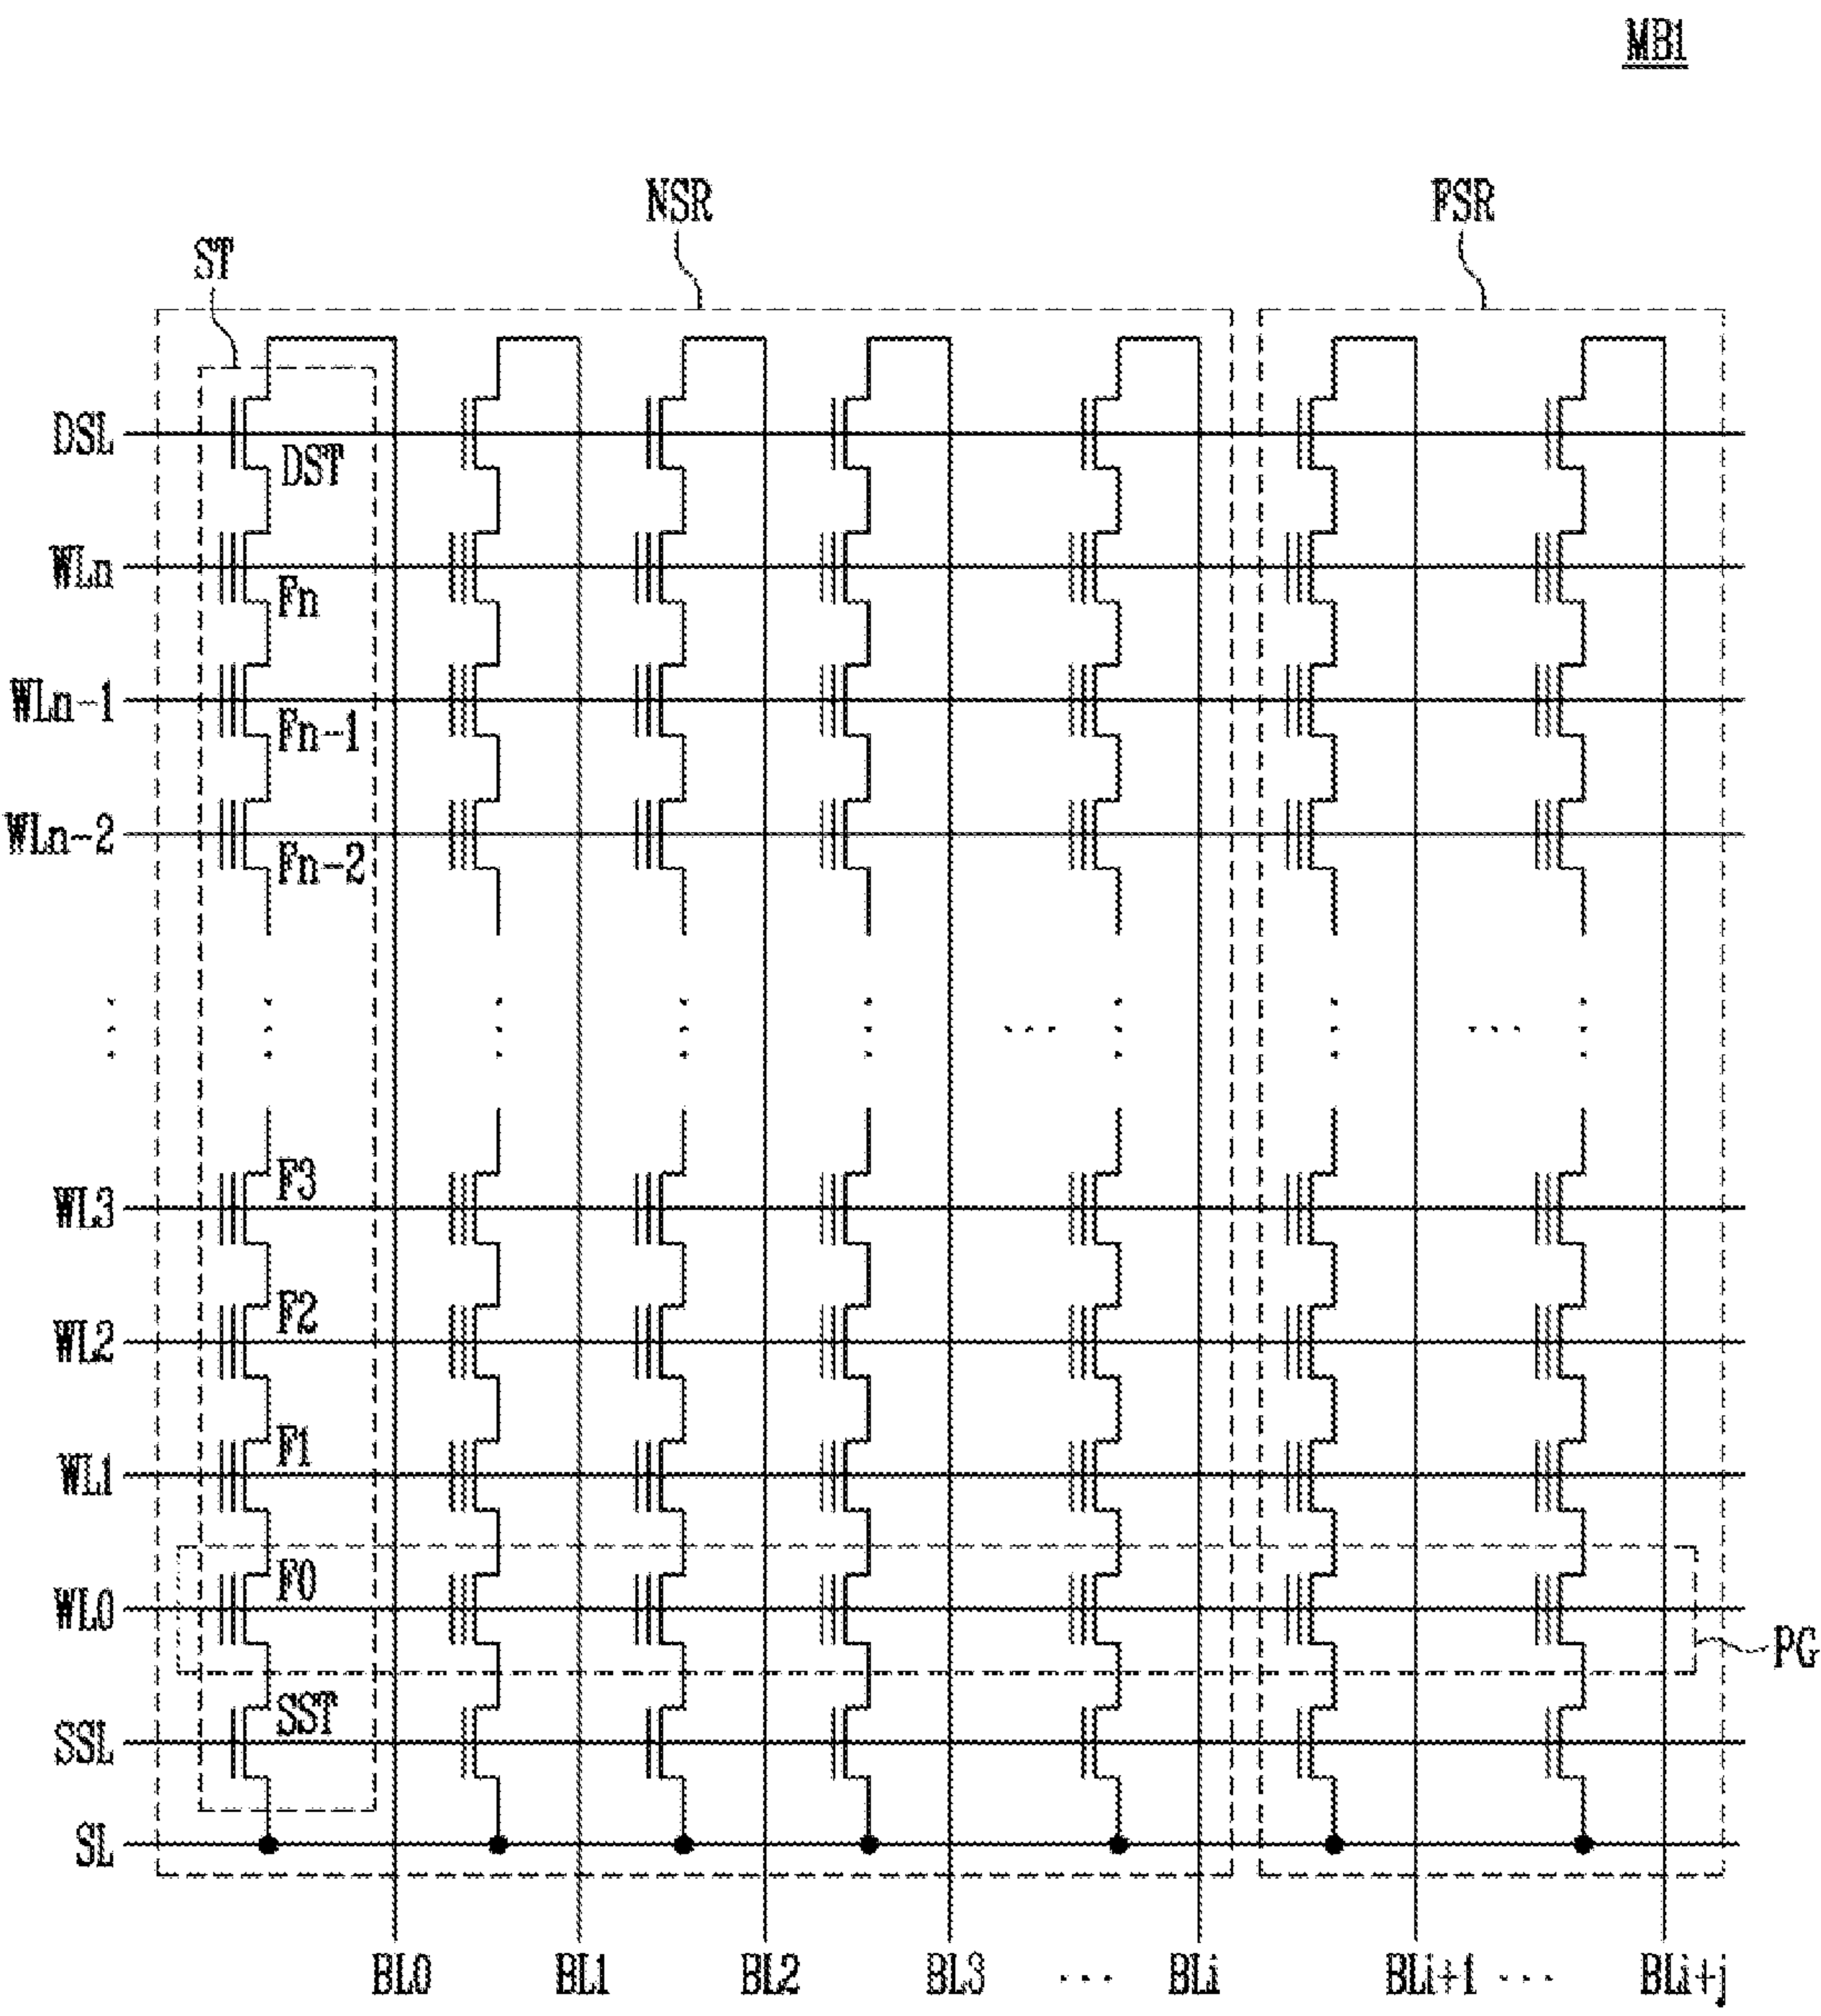 MB1
NSR
FSR
ST
DSL
DST
WLn
Fn
WLn-1
Fn-1
WLn-2
Fn-2
WL3
F3
WL2
F2
WL1
F1
WL0
F0
PG
SSL
SST
SL
BL0 BL1 BL2 BL3 ... BLi BLi+1 ... BLi+j